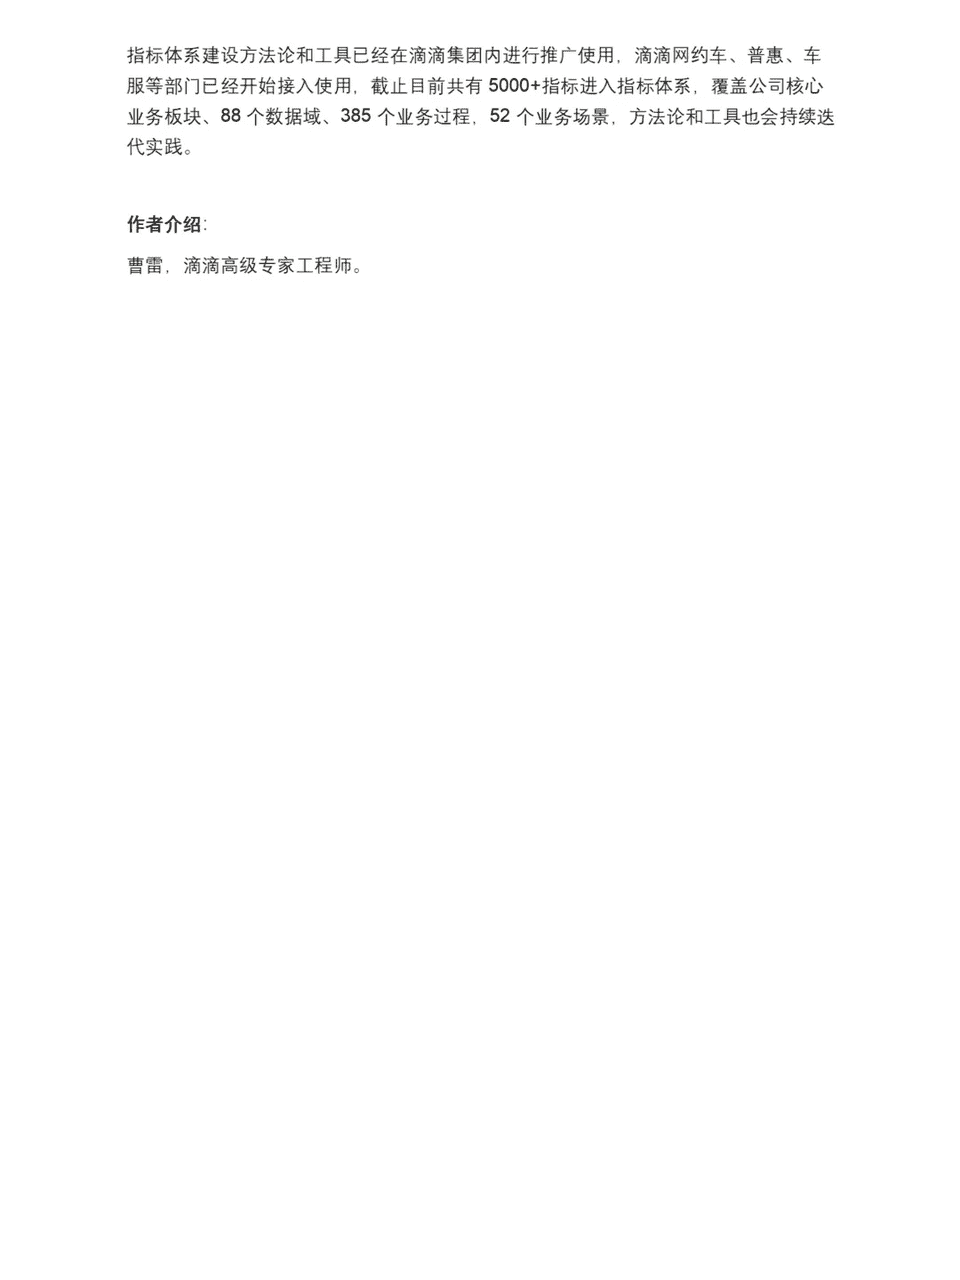 指标体系建设方法论和工具已经在滴滴集团内进行推广使用，滴滴网约车、普惠、车
服等部门已经开始接入使用，截止目前共有 5000+指标进入指标体系，覆盖公司核心
业务板块、88 个数据域、385 个业务过程，52 个业务场景，方法论和工具也会持续迭
代实践。
作者介绍：
曹雷，滴滴高级专家工程师。